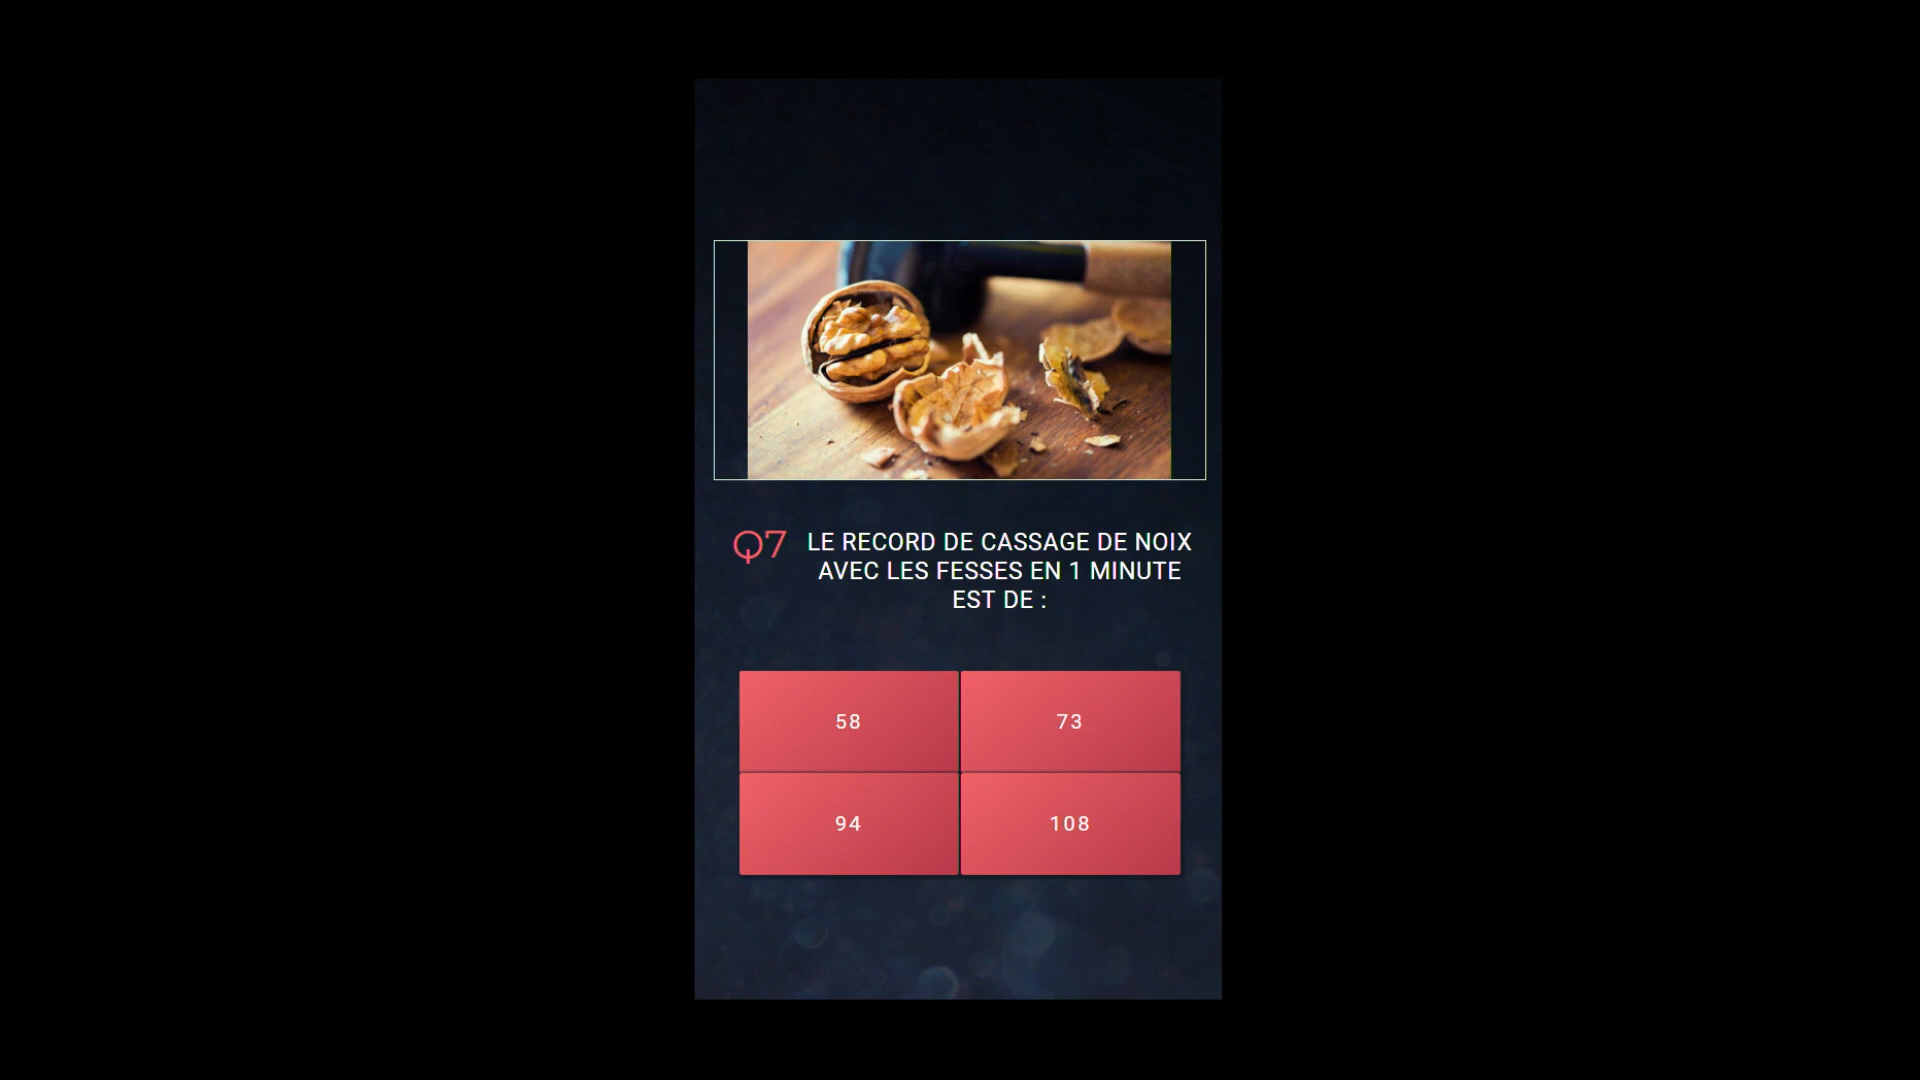 Q7 LE RECORD DE CASSAGE DE NOIX
AVEC LES FESSES EN 1 MINUTE
EST DE :
58
73
94
108